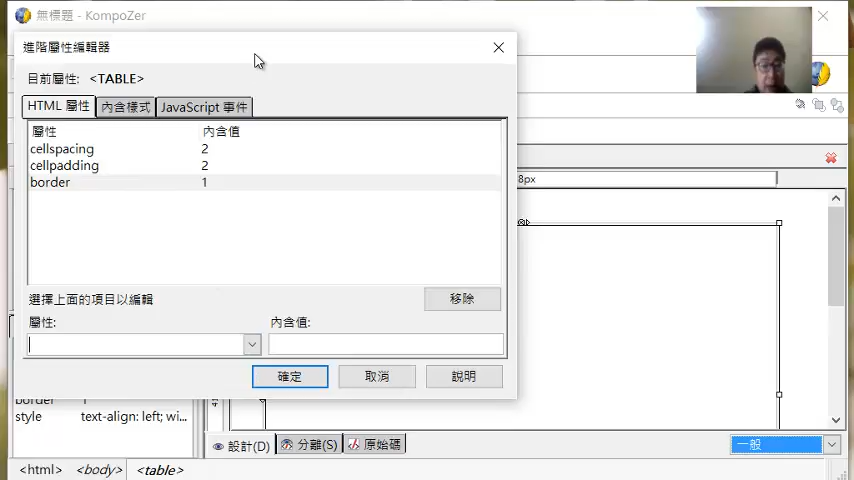 無標題 - KompoZer
進階屬性編輯器
目前屬性: <TABLE>
HTML 屬性 內含樣式 JavaScript 事件
屬性 內含值
cellspacing 2
cellpadding 2
border 1
8px
選擇上面的項目以編輯
移除
屬性: 內含值:
確定 取消 說明
style text-align: left; wi...
設計(D) 分離(S) 原始碼
一般
<html> <body> <table>